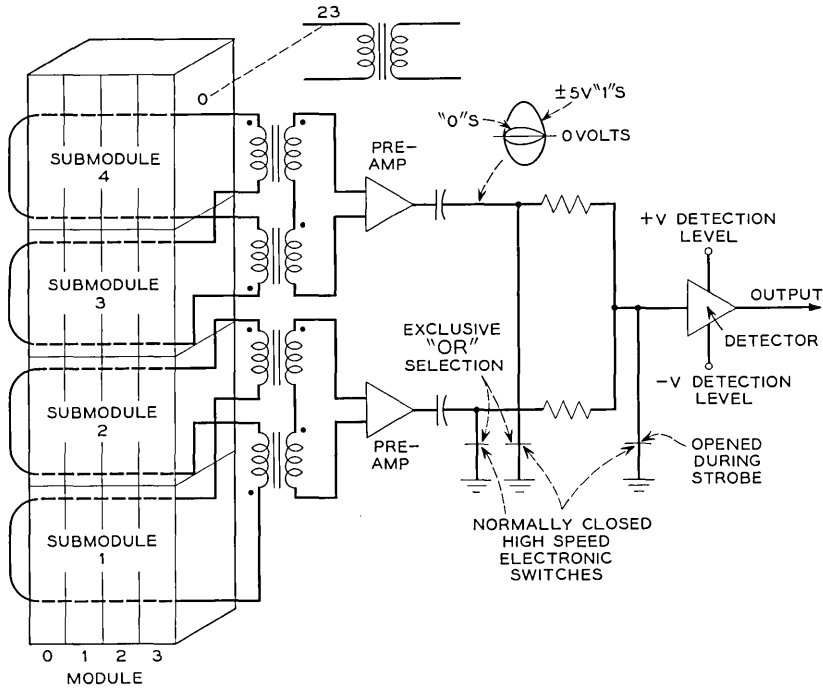 23
0
±5V "1"S
"0"S
0 VOLTS
PRE-
AMP
SUBMODULE
4
SUBMODULE
3
SUBMODULE
2
SUBMODULE
1
+V DETECTION
LEVEL
OUTPUT
DETECTOR
−V DETECTION
LEVEL
EXCLUSIVE
"OR"
SELECTION
PRE-
AMP
OPENED
DURING
STROBE
NORMALLY CLOSED
HIGH SPEED
ELECTRONIC
SWITCHES
0 1 2 3
MODULE